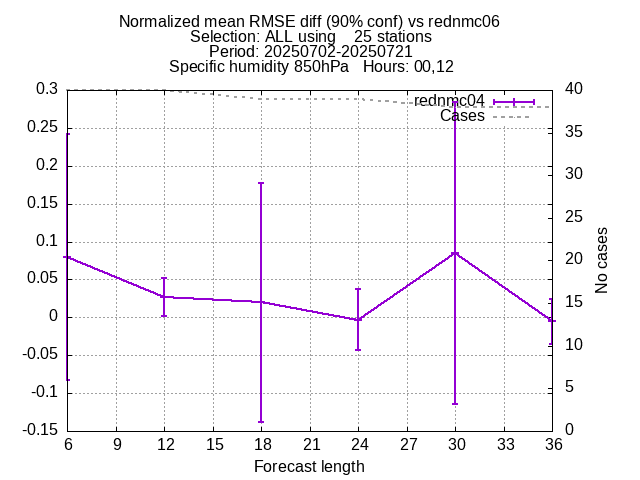 Normalized mean RMSE diff (90% conf) vs rednmc06
Selection: ALL using    25 stations
Period: 20250702-20250721
Specific humidity 850hPa   Hours: 00,12
rednmc04
Cases
0.3
0.25
0.2
0.15
0.1
0.05
0
-0.05
-0.1
-0.15
40
35
30
25
20
15
10
5
0
No cases
6 9 12 15 18 21 24 27 30 33 36
Forecast length